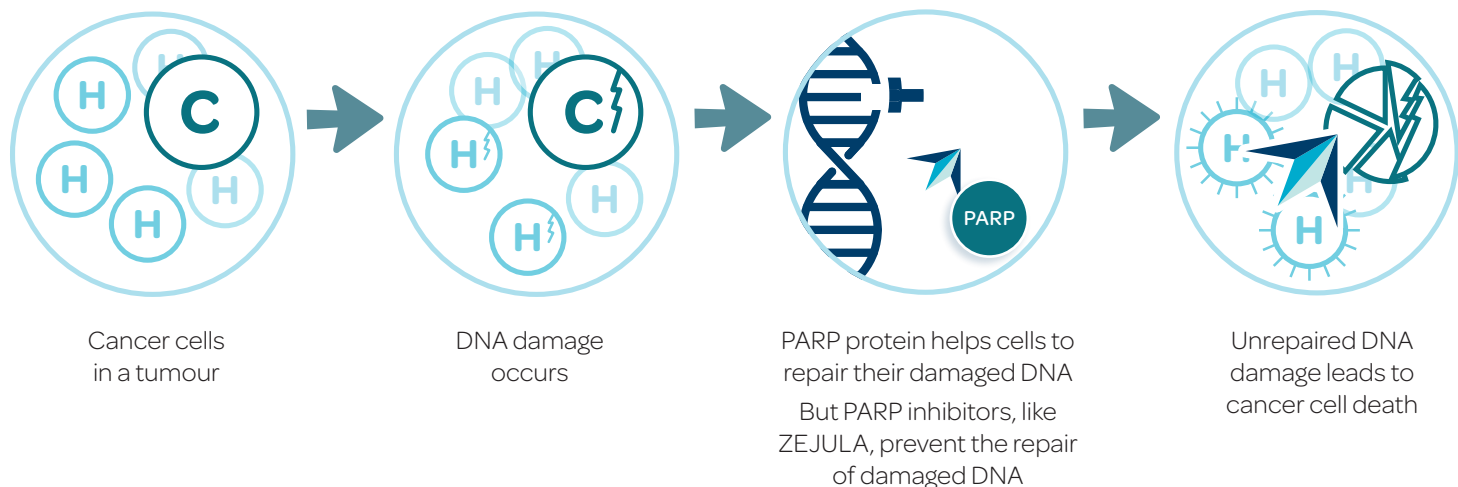 H
H
C
H
H
H
H
H
C
H
H
H
PARP
H
H
H
H
H
Cancer cells
in a tumour
DNA damage
occurs
PARP protein helps cells to
repair their damaged DNA
But PARP inhibitors, like
ZEJULA, prevent the repair
of damaged DNA
Unrepaired DNA
damage leads to
cancer cell death